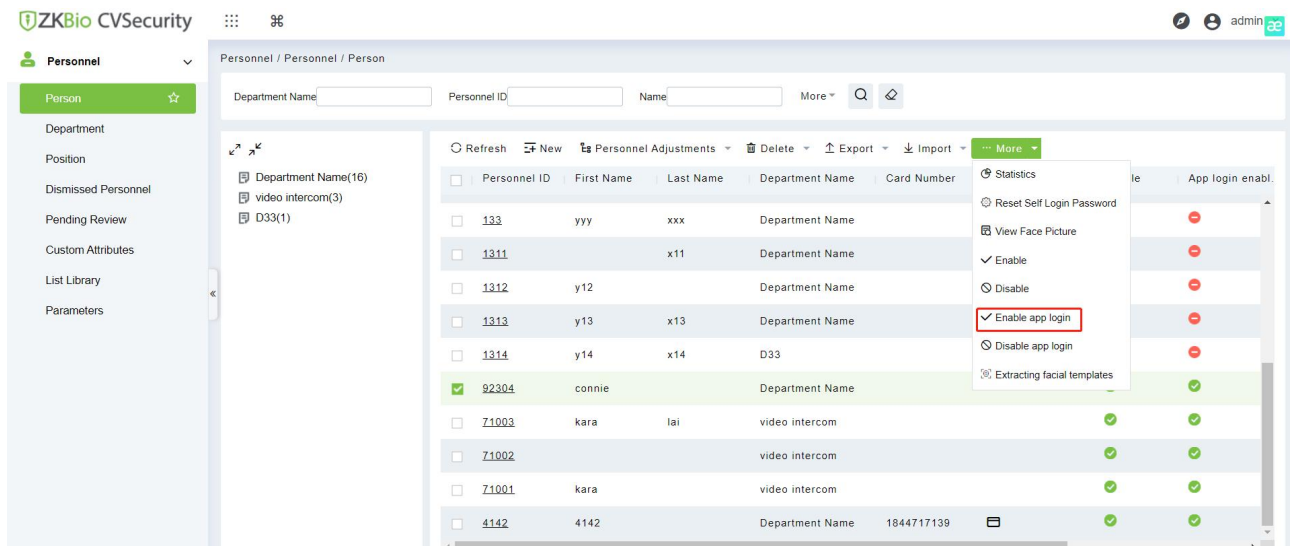 ZKBio CVSecurity
admin
Personnel
Personnel / Personnel / Person
Person
Department Name
Personnel ID
Name
More
Department
Position
Dismissed Personnel
Pending Review
Custom Attributes
List Library
Parameters
Department Name(16)
video intercom(3)
D33(1)
Refresh New Personnel Adjustments Delete Export Import ··· More
Personnel ID First Name Last Name Department Name Card Number le App login enabl.
Statistics
Reset Self Login Password
View Face Picture
Enable
Disable
Enable app login
Disable app login
Extracting facial templates
133 yyy xxx Department Name
1311 x11 Department Name
1312 y12 Department Name
1313 y13 x13 Department Name
1314 y14 x14 D33
92304 connie Department Name
71003 kara lai video intercom
71002 video intercom
71001 kara video intercom
4142 4142 Department Name 1844717139